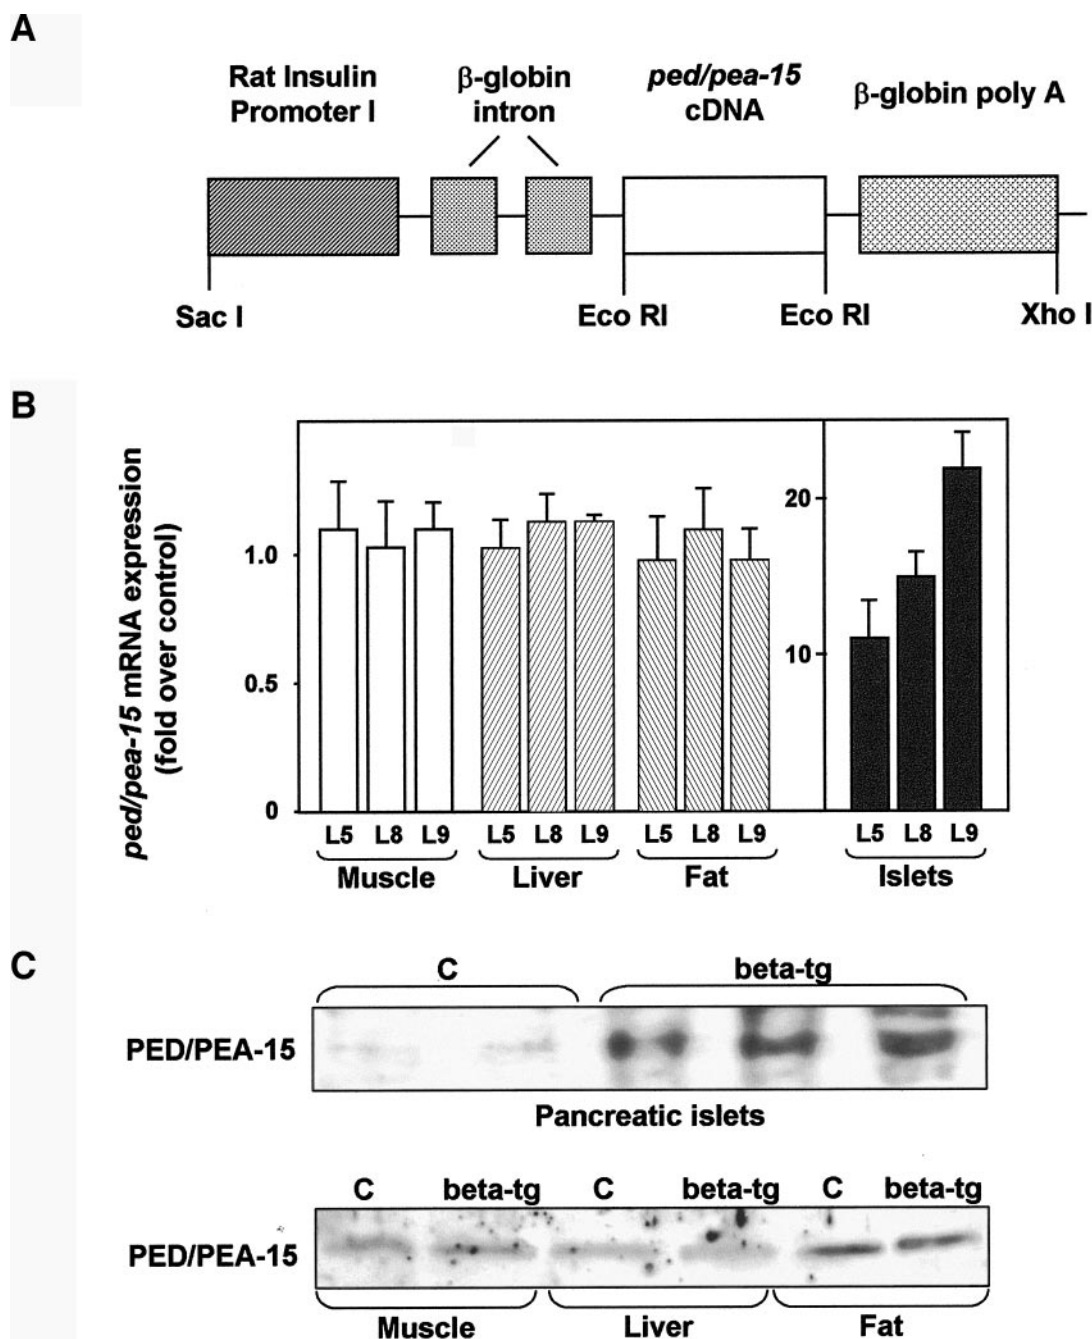 A
Rat Insulin
Promoter I
β-globin
intron
ped/pea-15
cDNA
β-globin poly A
Sac I
Eco RI
Eco RI
Xho I
B
ped/pea-15 mRNA expression
(fold over control)
1.0
0.5
0
20
10
L5 L8 L9 L5 L8 L9 L5 L8 L9 L5 L8 L9
Muscle Liver Fat Islets
C
C beta-tg
PED/PEA-15
Pancreatic islets
C beta-tg C beta-tg C beta-tg
PED/PEA-15
Muscle Liver Fat